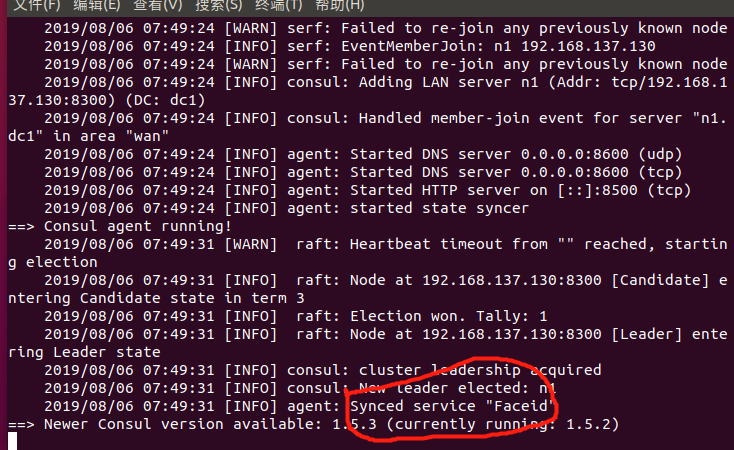 文件(F) 编辑(E) 查看(V) 搜索(S) 终端(T) 帮助(H)
2019/08/06 07:49:24 [WARN] serf: Failed to re-join any previously known node
2019/08/06 07:49:24 [INFO] serf: EventMemberJoin: n1 192.168.137.130
2019/08/06 07:49:24 [WARN] serf: Failed to re-join any previously known node
2019/08/06 07:49:24 [INFO] consul: Adding LAN server n1 (Addr: tcp/192.168.1
37.130:8300) (DC: dc1)
2019/08/06 07:49:24 [INFO] consul: Handled member-join event for server "n1.
dc1" in area "wan"
2019/08/06 07:49:24 [INFO] agent: Started DNS server 0.0.0.0:8600 (udp)
2019/08/06 07:49:24 [INFO] agent: Started DNS server 0.0.0.0:8600 (tcp)
2019/08/06 07:49:24 [INFO] agent: Started HTTP server on [::]:8500 (tcp)
2019/08/06 07:49:24 [INFO] agent: started state syncer
==> Consul agent running!
2019/08/06 07:49:31 [WARN]  raft: Heartbeat timeout from "" reached, startin
g election
2019/08/06 07:49:31 [INFO]  raft: Node at 192.168.137.130:8300 [Candidate] e
ntering Candidate state in term 3
2019/08/06 07:49:31 [INFO]  raft: Election won. Tally: 1
2019/08/06 07:49:31 [INFO]  raft: Node at 192.168.137.130:8300 [Leader] ente
ring Leader state
2019/08/06 07:49:31 [INFO] consul: cluster leadership acquired
2019/08/06 07:49:31 [INFO] consul: New leader elected: n1
2019/08/06 07:49:31 [INFO] agent: Synced service "Faceid"
==> Newer Consul version available: 1.5.3 (currently running: 1.5.2)